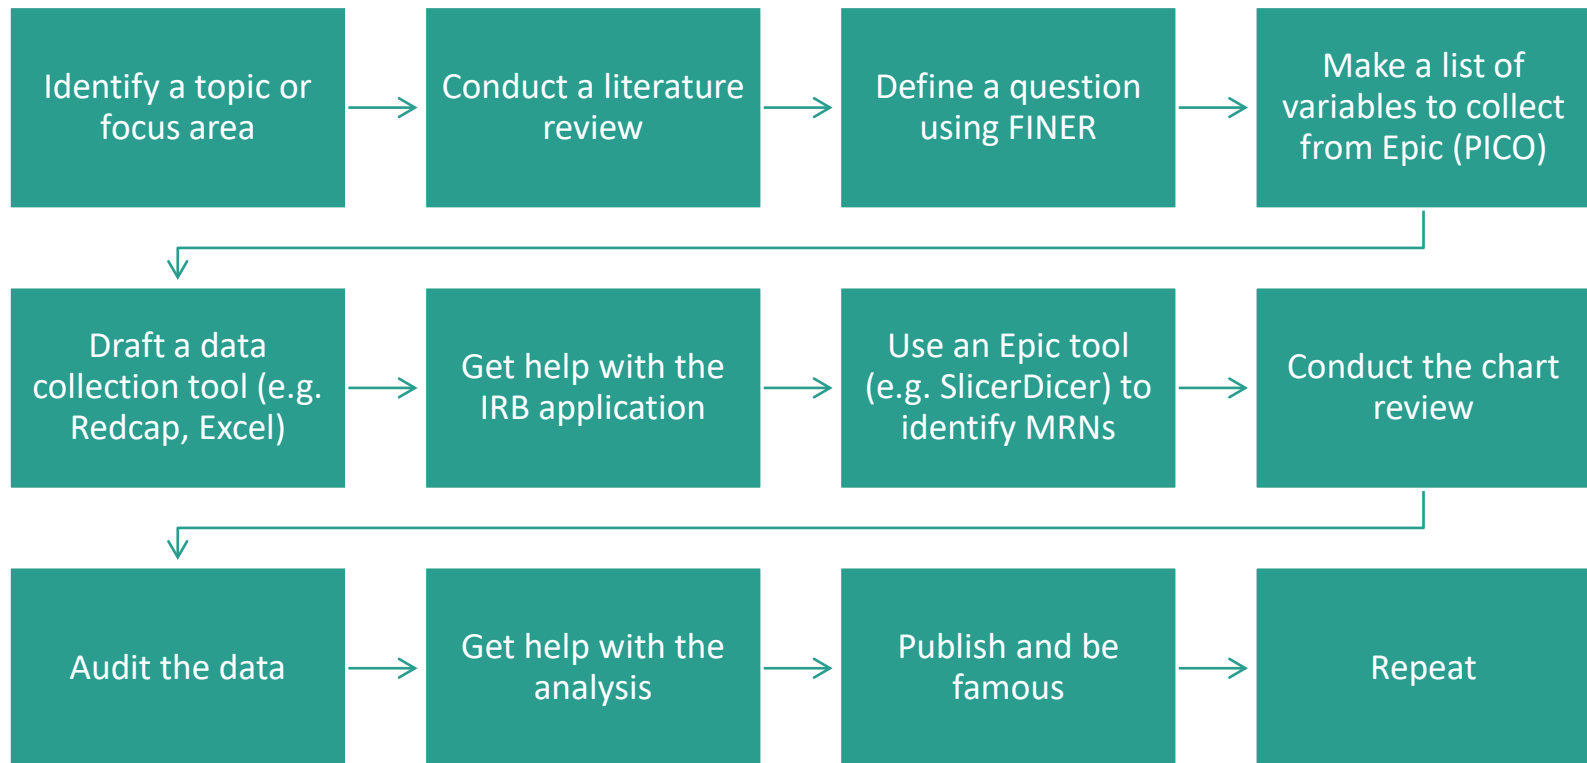 Identify a topic or
focus area
Conduct a literature
review
Define a question
using FINER
Make a list of
variables to collect
from Epic (PICO)
Draft a data
collection tool (e.g.
Redcap, Excel)
Get help with the
IRB application
Use an Epic tool
(e.g. SlicerDicer) to
identify MRNs
Conduct the chart
review
Audit the data
Get help with the
analysis
Publish and be
famous
Repeat